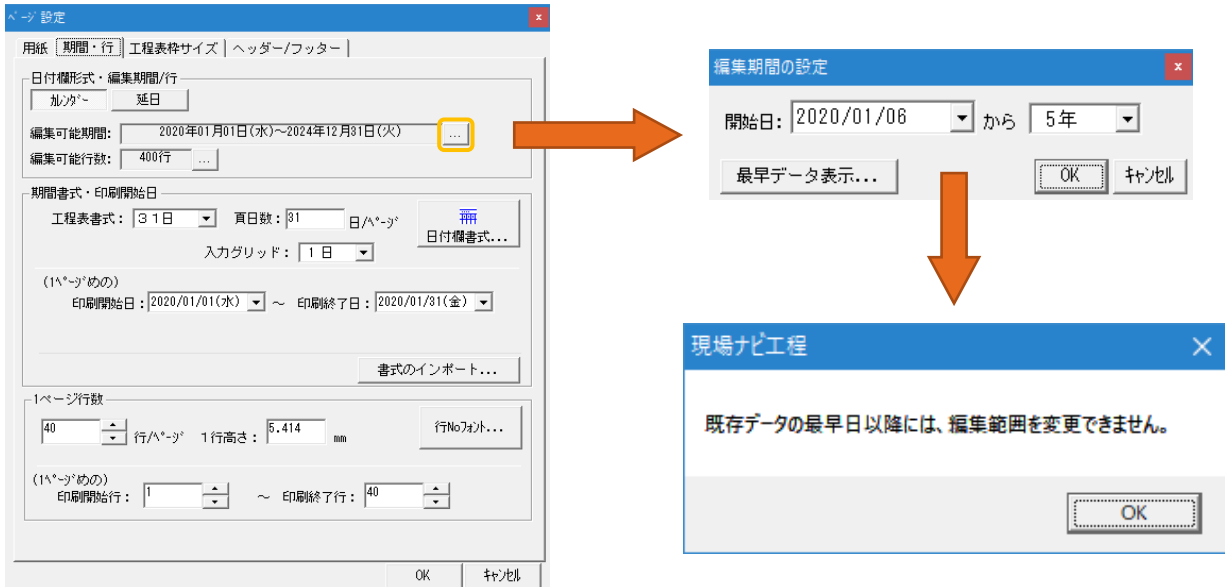 ページ 設定
用紙 期間・行 工程表枠サイズ ヘッダー/フッター
日付欄形式・編集期間/行
カレンダー 延日
編集可能期間: 2020年01月01日(水)～2024年12月31日(火) ...
編集可能行数: 400行 ...
期間書式・印刷開始日
工程表書式: 31日 頁日数: 31 日/ページ
日付欄書式...
入力グリッド: 1日
(1ページめの)
印刷開始日: 2020/01/01(水) ～ 印刷終了日: 2020/01/31(金)
書式のインポート...
1ページ行数
40 行/ページ 1行高さ: 5.414 mm 行Noフォント...
(1ページめの)
印刷開始行: 1 ～ 印刷終了行: 40
OK キャンセル
編集期間の設定
開始日: 2020/01/06 から 5年
最早データ表示... OK キャンセル
現場ナビ工程
既存データの最早日以降には、編集範囲を変更できません。
OK